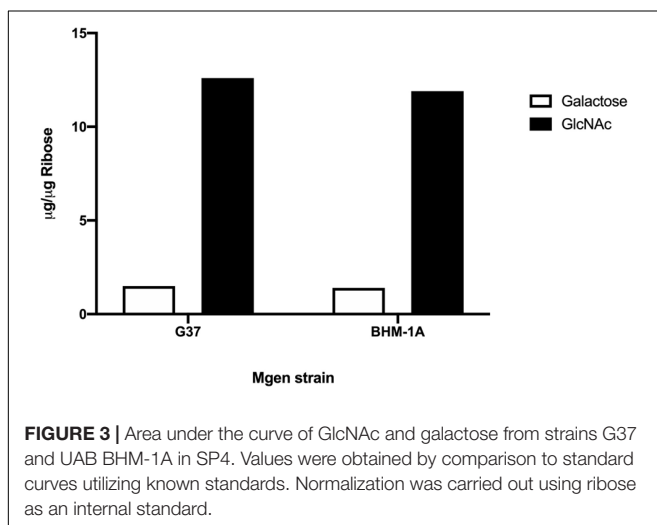 15
10
5
0
µg/µg Ribose
Galactose
GlcNAc
G37
BHM-1A
Mgen strain
FIGURE 3 | Area under the curve of GlcNAc and galactose from strains G37
and UAB BHM-1A in SP4. Values were obtained by comparison to standard
curves utilizing known standards. Normalization was carried out using ribose
as an internal standard.